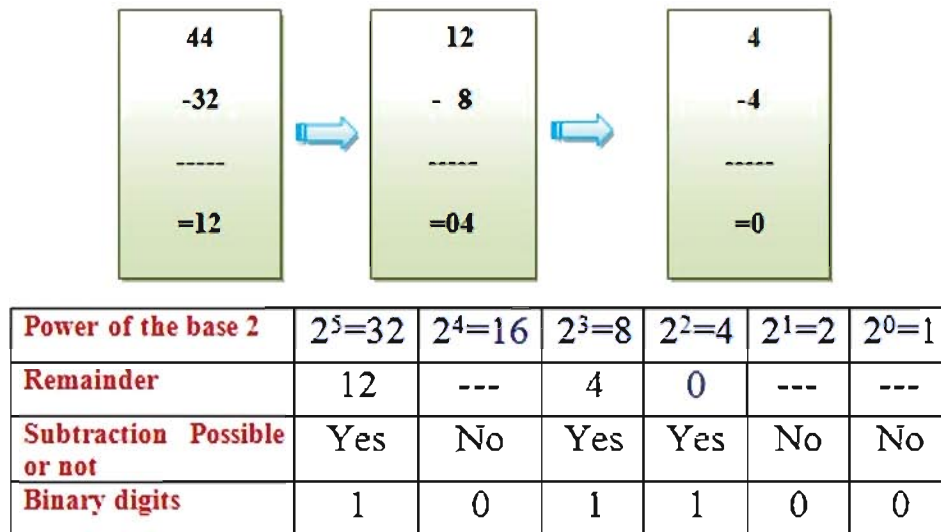 44
-32
-----
=12
12
- 8
-----
=04
4
-4
-----
=0
Power of the base 2 2⁵=32 2⁴=16 2³=8 2²=4 2¹=2 2⁰=1
Remainder 12 --- 4 0 --- ---
Subtraction Possible
or not Yes No Yes Yes No No
Binary digits 1 0 1 1 0 0